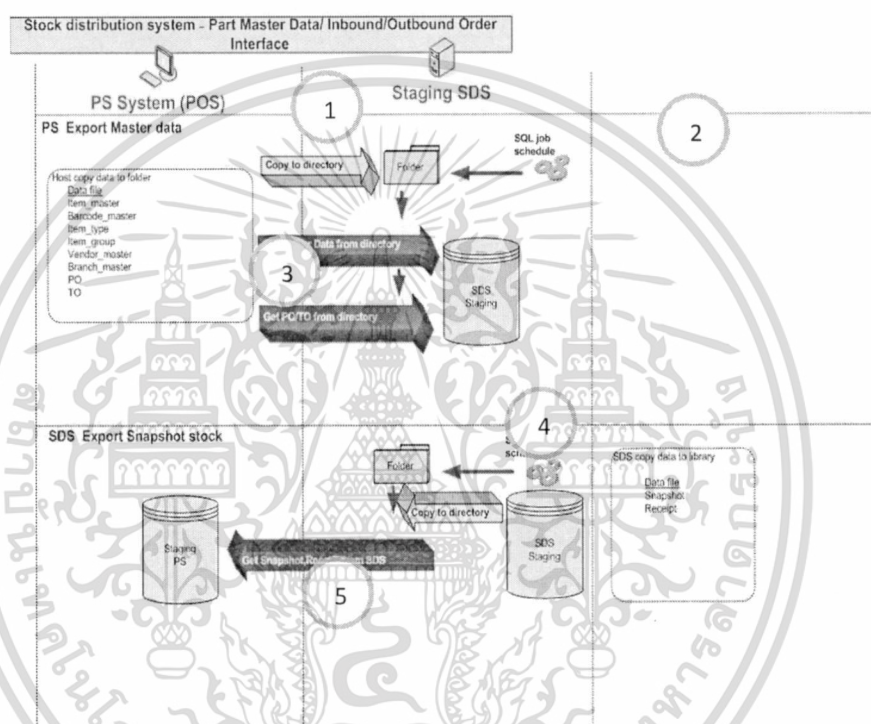 Stock distribution system - Part Master Data/ Inbound/Outbound Order
Interface
PS System (POS)
Staging SDS
1
2
PS Export Master data
SQL job
schedule
Copy to directory
Folder
Host copy data to folder
Data file
Item_master
Barcode_master
Item_type
Item_group
Vendor_master
Branch_master
PO
TO
3
Data from directory
SDS
Staging
Get PO/TO from directory
4
SDS Export Snapshot stock
Folder
SDS copy data to library
Data file
Snapshot
Receipt
Copy to directory
Staging
PS
SDS
Staging
Get Snapshot, SDS
5